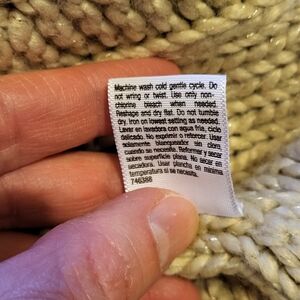 Machine wash cold gentle cycle. Do
not wring or twist. Use only non-
chlorine bleach when needed.
Reshape and dry flat. Do not tumble
dry. Iron on lowest setting as needed.
Lavar en lavadora con agua fria, ciclo
delicado. No exprimir o retorcer. Usar
solamente blanqueador sin cloro,
cuando se necesite. Reformar y secar
sobre superficie plana. No secar en
secadora. Usar plancha en minima
temperatura si se necesita.
746388